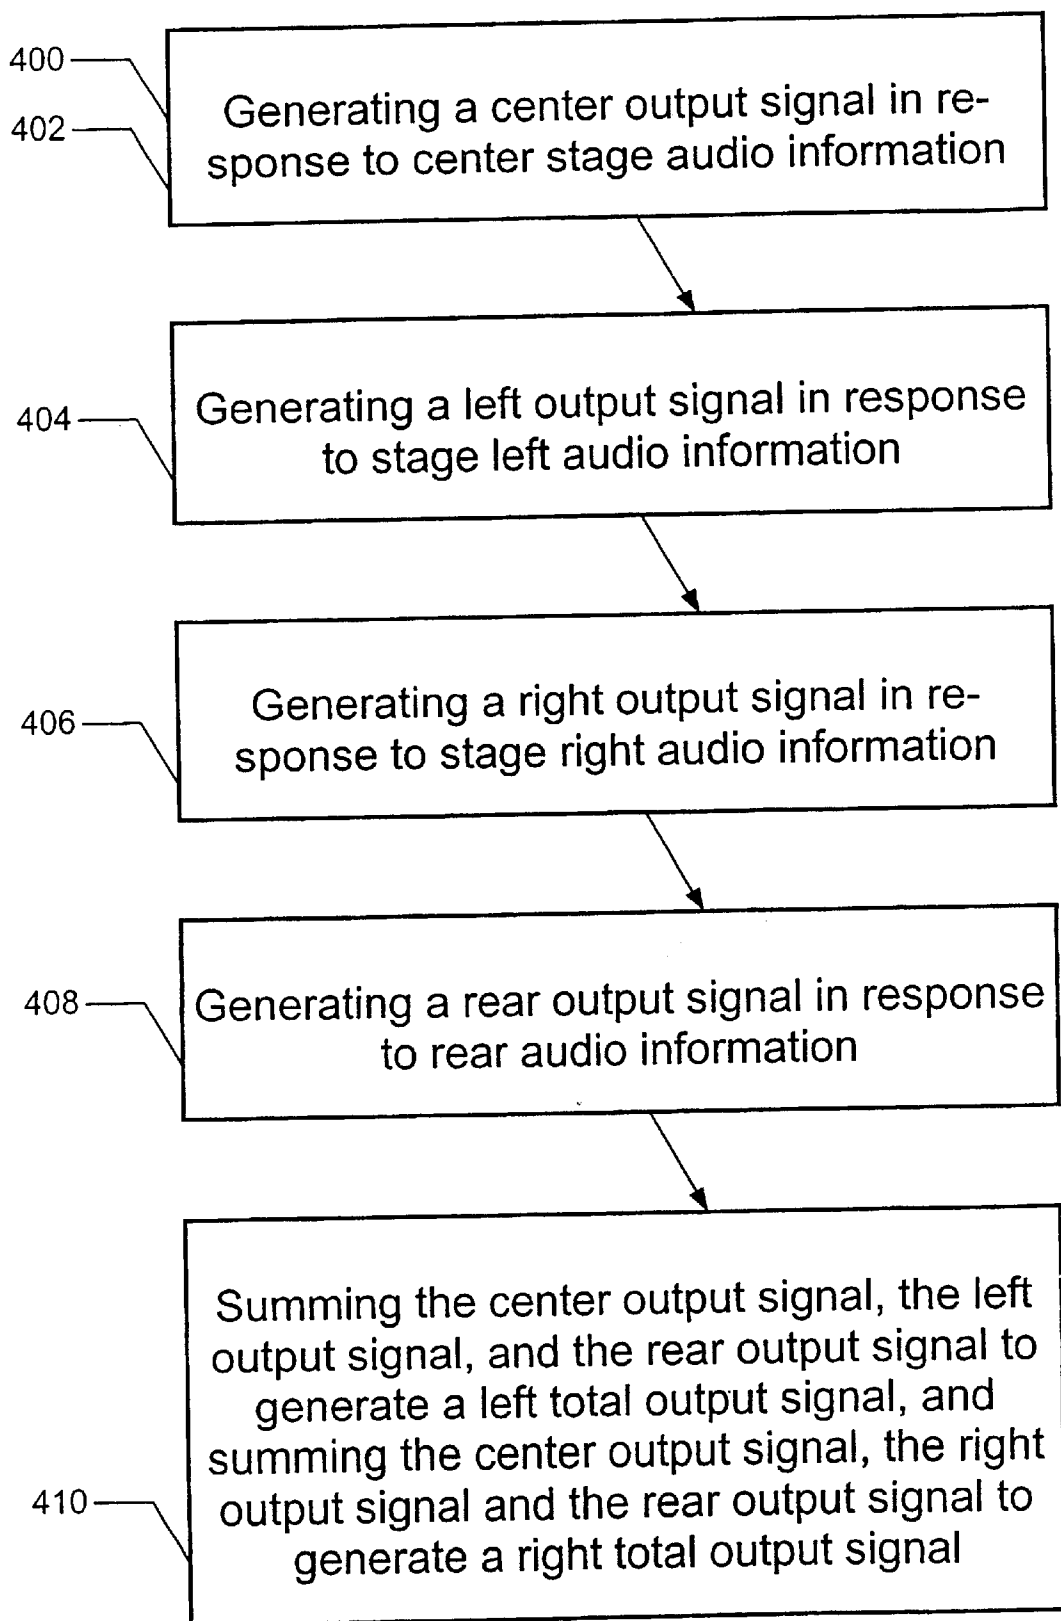 400
402
Generating a center output signal in re-
sponse to center stage audio information
404
Generating a left output signal in response
to stage left audio information
406
Generating a right output signal in re-
sponse to stage right audio information
408
Generating a rear output signal in response
to rear audio information
410
Summing the center output signal, the left
output signal, and the rear output signal to
generate a left total output signal, and
summing the center output signal, the right
output signal and the rear output signal to
generate a right total output signal